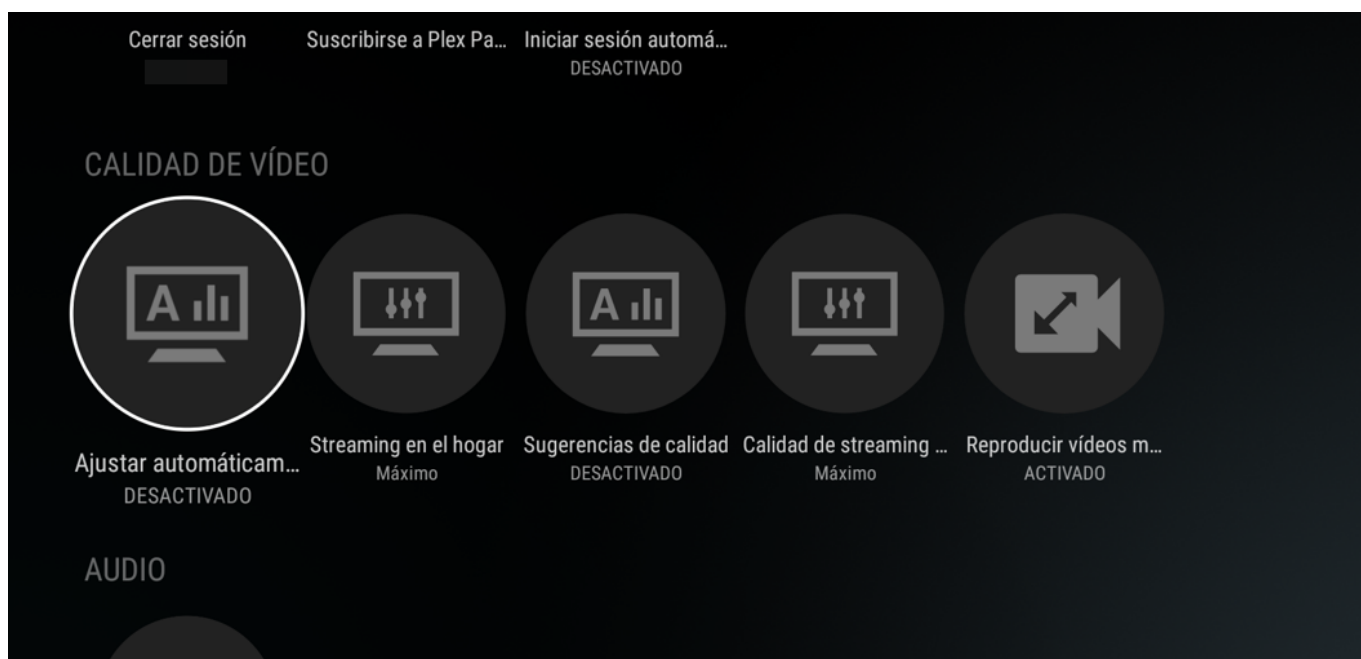 Cerrar sesión
Suscribirse a Plex Pa...
Iniciar sesión automá...
DESACTIVADO
CALIDAD DE VÍDEO
A
A
Ajustar automáticam...
DESACTIVADO
Streaming en el hogar
Máximo
Sugerencias de calidad
DESACTIVADO
Calidad de streaming ...
Máximo
Reproducir vídeos m...
ACTIVADO
AUDIO